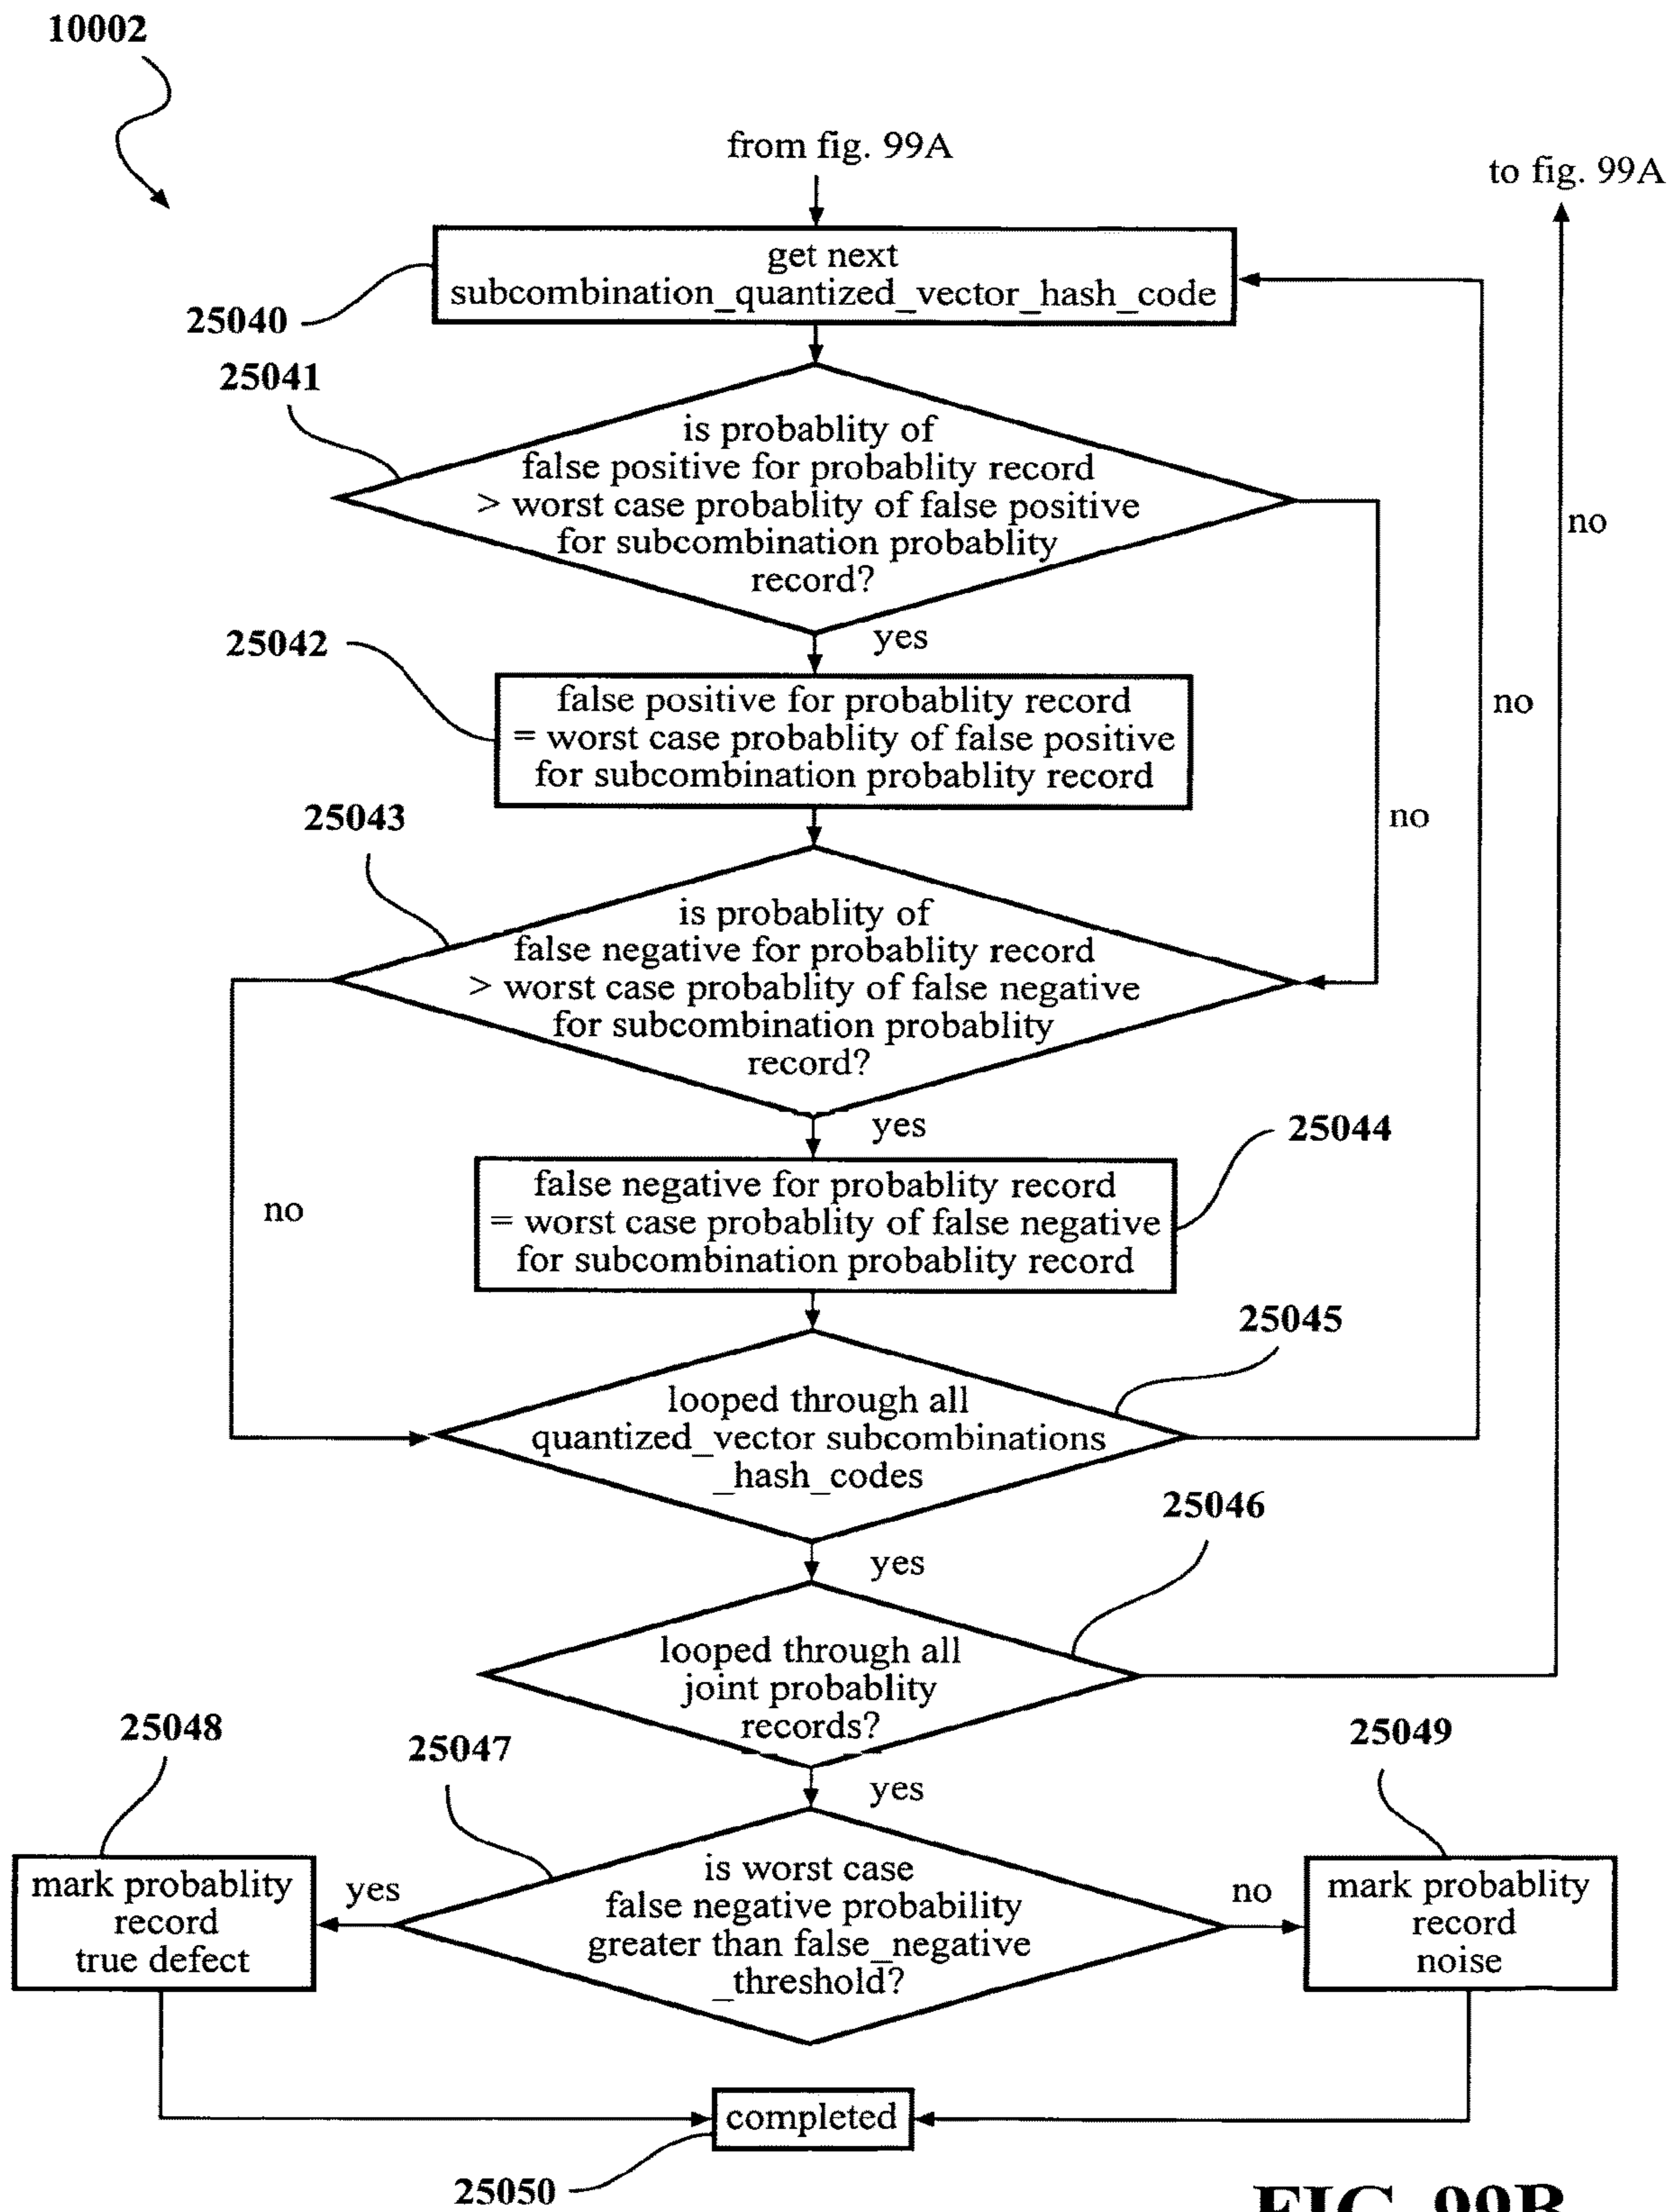 10002
from fig. 99A
to fig. 99A
get next
subcombination_quantized_vector_hash_code
25040
25041
is probablity of
false positive for probablity record
> worst case probablity of false positive
for subcombination probablity
record?
no
yes
25042
false positive for probablity record
= worst case probablity of false positive
for subcombination probablity record
no
no
25043
is probablity of
false negative for probablity record
> worst case probablity of false negative
for subcombination probablity
record?
yes
25044
false negative for probablity record
= worst case probablity of false negative
for subcombination probablity record
no
25045
looped through all
quantized_vector subcombinations
_hash_codes
25046
yes
looped through all
joint probablity
records?
25048
25047
25049
yes
is worst case
false negative probability
greater than false_negative
_threshold?
yes
no
mark probablity
record
true defect
mark probablity
record
noise
completed
25050
FIG. 99B